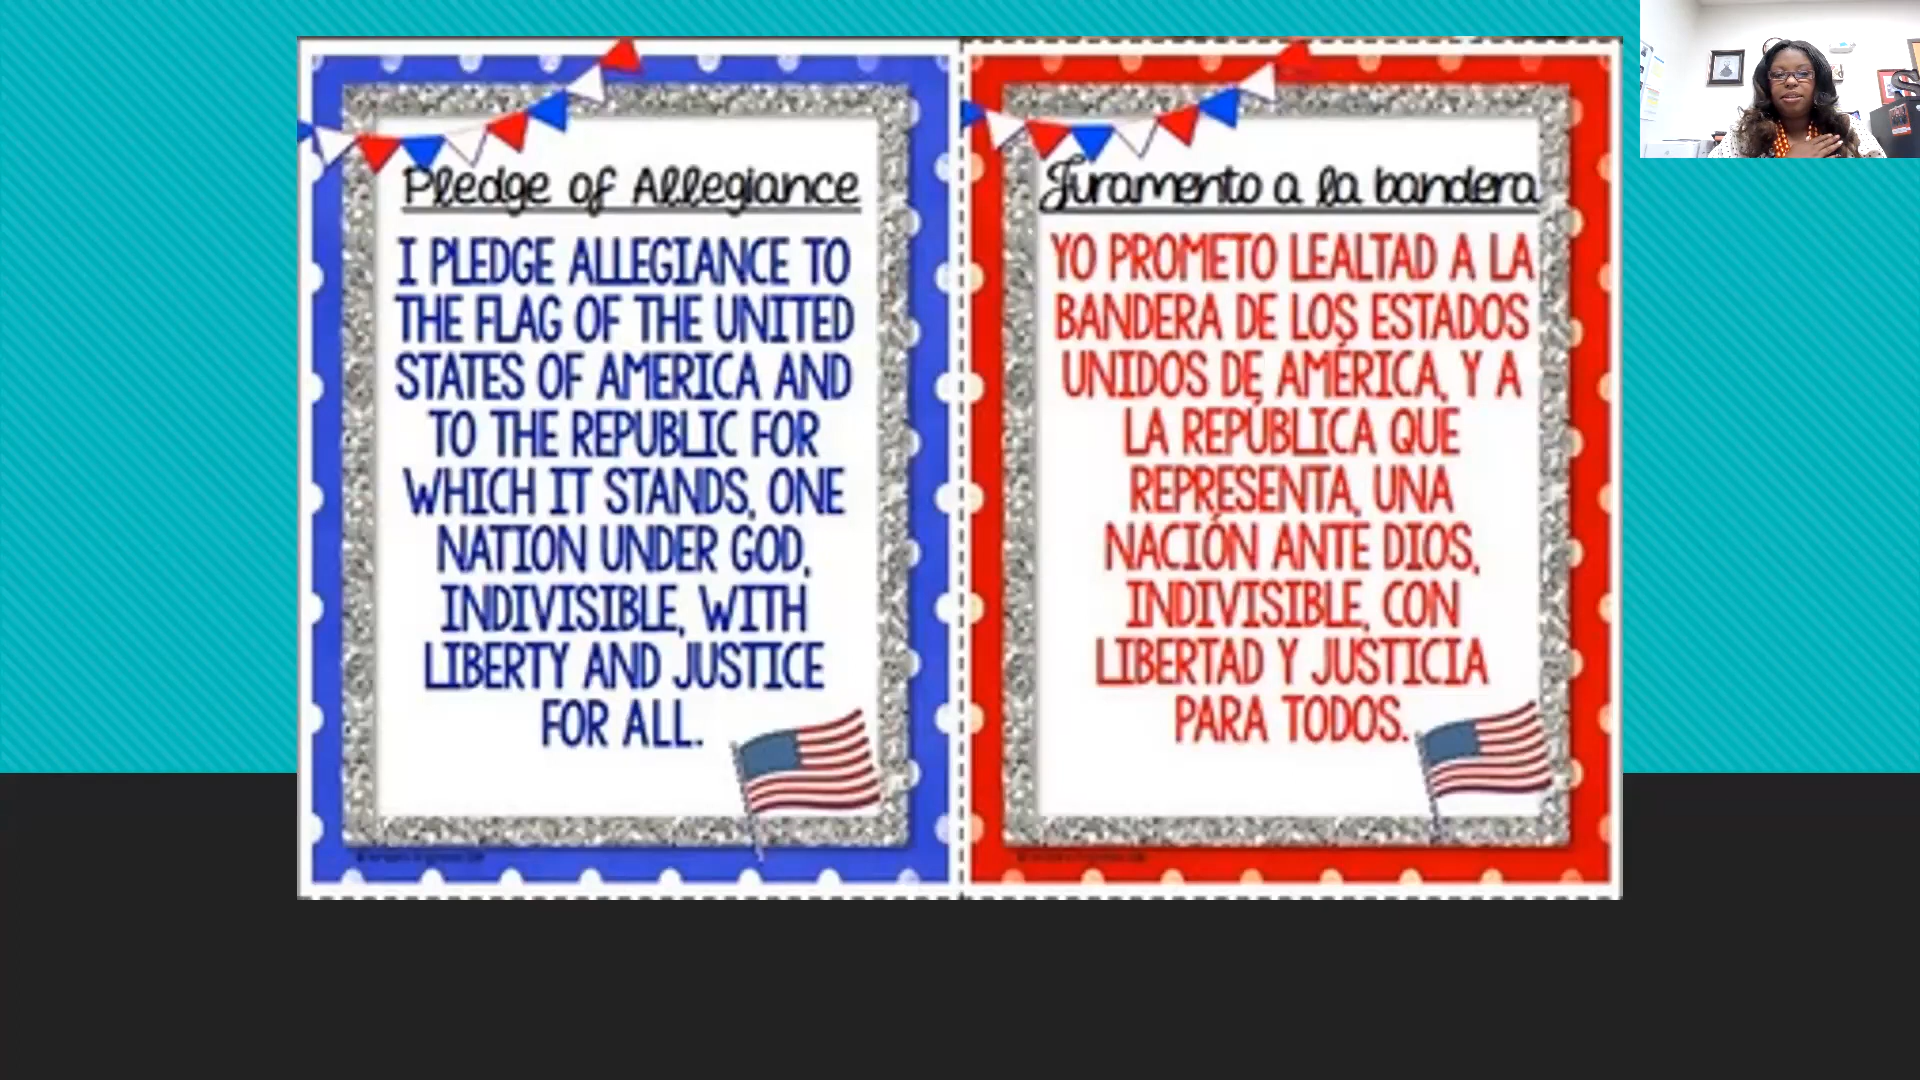 Pledge of Allegiance
I PLEDGE ALLEGIANCE TO
THE FLAG OF THE UNITED
STATES OF AMERICA AND
TO THE REPUBLIC FOR
WHICH IT STANDS, ONE
NATION UNDER GOD,
INDIVISIBLE, WITH
LIBERTY AND JUSTICE
FOR ALL.
Juramento a la bandera
YO PROMETO LEALTAD A LA
BANDERA DE LOS ESTADOS
UNIDOS DE AMÉRICA, Y A
LA REPÚBLICA QUE
REPRESENTA, UNA
NACIÓN ANTE DIOS,
INDIVISIBLE, CON
LIBERTAD Y JUSTICIA
PARA TODOS.